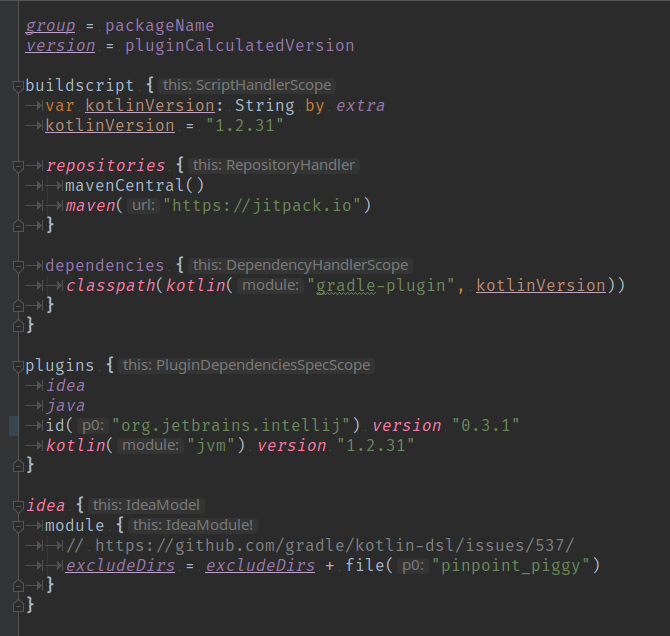 group = packageName
version = pluginCalculatedVersion
buildscript { this: ScriptHandlerScope
var kotlinVersion: String by extra
kotlinVersion = "1.2.31"
repositories { this: RepositoryHandler
mavenCentral()
maven( url: "https://jitpack.io")
}
dependencies { this: DependencyHandlerScope
classpath(kotlin( module: "gradle-plugin", kotlinVersion))
}
}
plugins { this: PluginDependenciesSpecScope
idea
java
id( p0: "org.jetbrains.intellij") version "0.3.1"
kotlin( module: "jvm") version "1.2.31"
}
idea { this: IdeaModel
module { this: IdeaModule!
// https://github.com/gradle/kotlin-dsl/issues/537/
excludeDirs = excludeDirs + file( p0: "pinpoint_piggy")
}
}